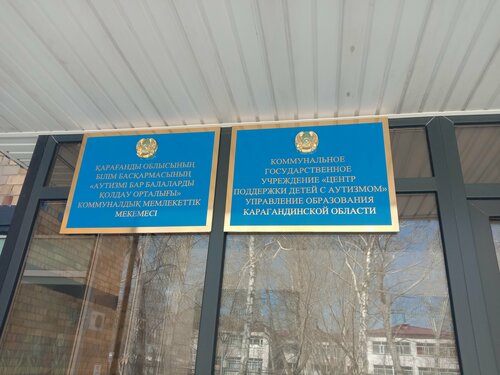 ҚАРАҒАНДЫ ОБЛЫСЫНЫҢ
БІЛІМ БАСҚАРМАСЫНЫҢ
«АУТИЗМІ БАР БАЛАЛАРДЫ
ҚОЛДАУ ОРТАЛЫҒЫ»
КОММУНАЛДЫҚ МЕМЛЕКЕТТІК
МЕКЕМЕСІ
КОММУНАЛЬНОЕ
ГОСУДАРСТВЕННОЕ
УЧРЕЖДЕНИЕ «ЦЕНТР
ПОДДЕРЖКИ ДЕТЕЙ С АУТИЗМОМ»
УПРАВЛЕНИЕ ОБРАЗОВАНИЯ
КАРАГАНДИНСКОЙ ОБЛАСТИ